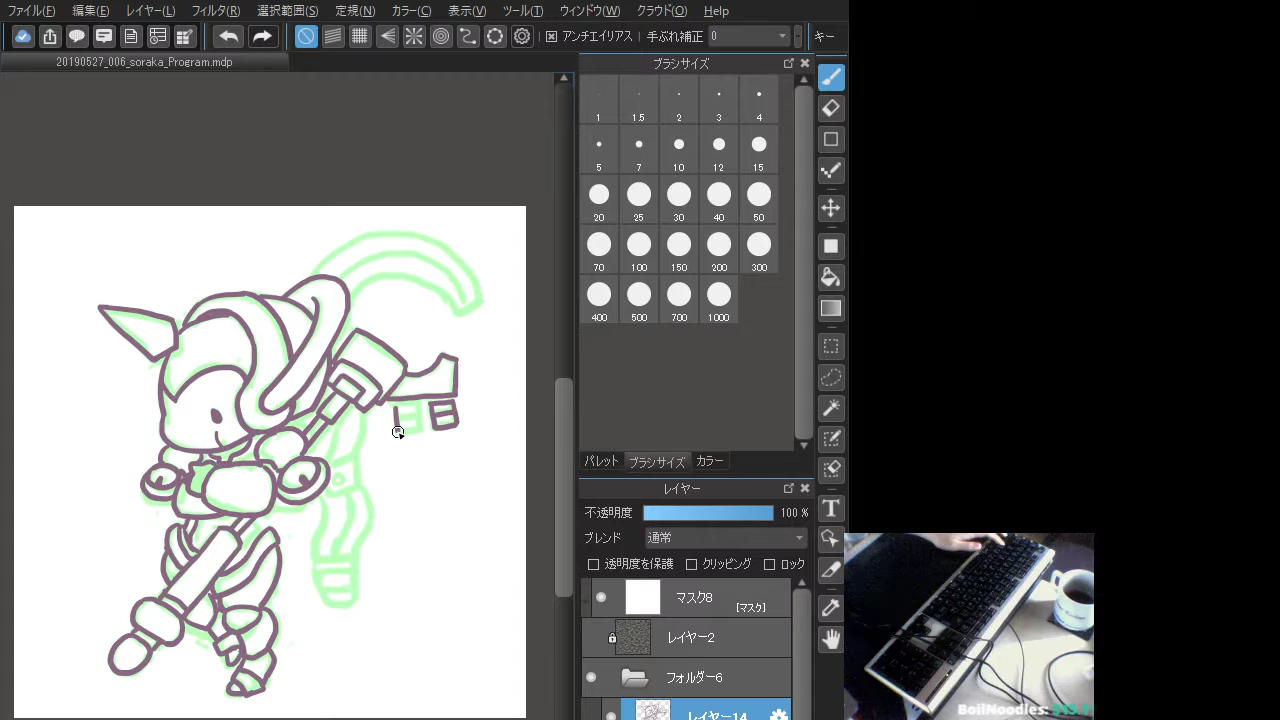 ファイル(F) 編集(E) レイヤー(L) フィルタ(R) 選択範囲(S) 定規(N) カラー(C) 表示(V) ツール(T) ウィンドウ(W) クラウド(O) Help
アンチエイリアス 手ぶれ補正 0 キー
20190527_006_soraka_Program.mdp
ブラシサイズ
1 1.5 2 3 4
5 7 10 12 15
20 25 30 40 50
70 100 150 200 300
400 500 700 1000
パレット ブラシサイズ カラー
レイヤー
不透明度 100 %
ブレンド 通常
透明度を保護 クリッピング ロック
マスク8
[マスク]
レイヤー2
フォルダー6
レイヤー14
T
BoilNoodles: